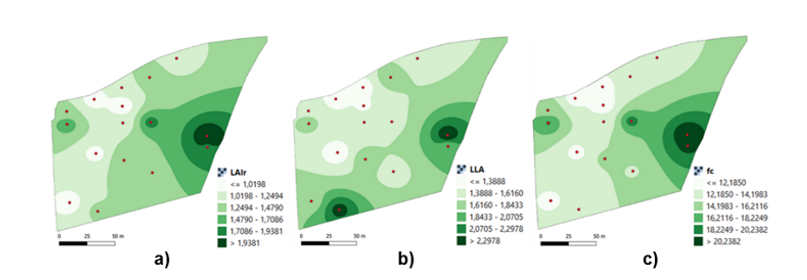 LAIr
<= 1,0198
1,0198 - 1,2494
1,2494 - 1,4790
1,4790 - 1,7086
1,7086 - 1,9381
> 1,9381
0 25 50 m
a)
LLA
<= 1,3888
1,3888 - 1,6160
1,6160 - 1,8433
1,8433 - 2,0705
2,0705 - 2,2978
> 2,2978
0 25 50 m
b)
fc
<= 12,1850
12,1850 - 14,1983
14,1983 - 16,2116
16,2116 - 18,2249
18,2249 - 20,2382
> 20,2382
0 25 50 m
c)